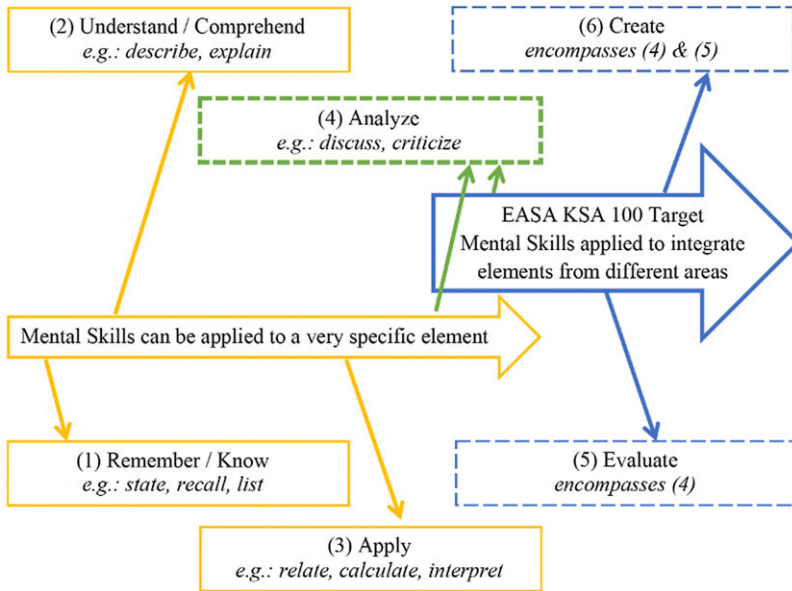 (2) Understand / Comprehend
e.g.: describe, explain
(6) Create
encompasses (4) & (5)
(4) Analyze
e.g.: discuss, criticize
EASA KSA 100 Target
Mental Skills applied to integrate
elements from different areas
Mental Skills can be applied to a very specific element
(1) Remember / Know
e.g.: state, recall, list
(5) Evaluate
encompasses (4)
(3) Apply
e.g.: relate, calculate, interpret